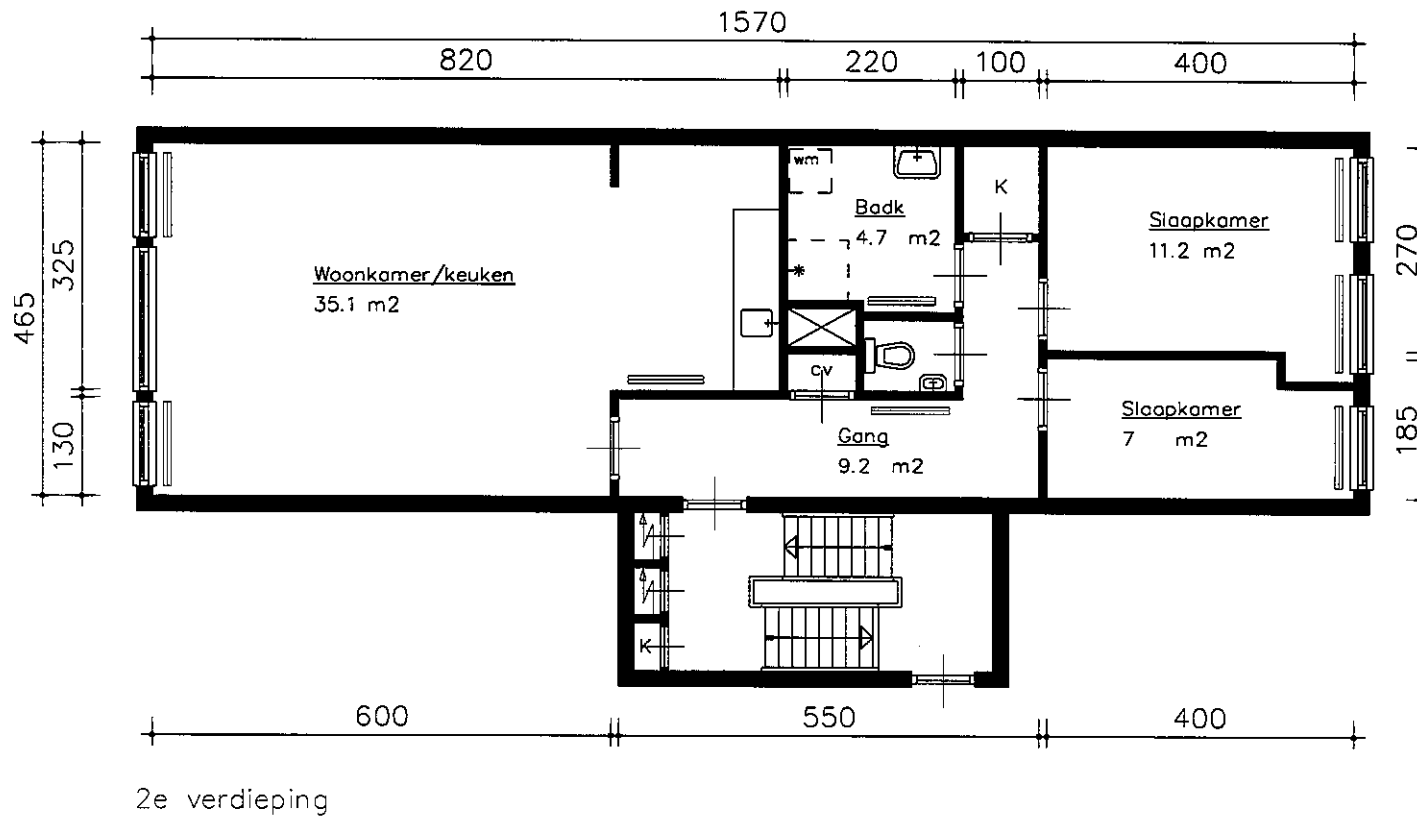 1570
820 220 100 400
465
325
130
wm
Badk
4.7 m2
K
Slaapkamer
11.2 m2
270
Woonkamer/keuken
35.1 m2
cv
Slaapkamer
7 m2
185
Gang
9.2 m2
K
600 550 400
2e verdieping